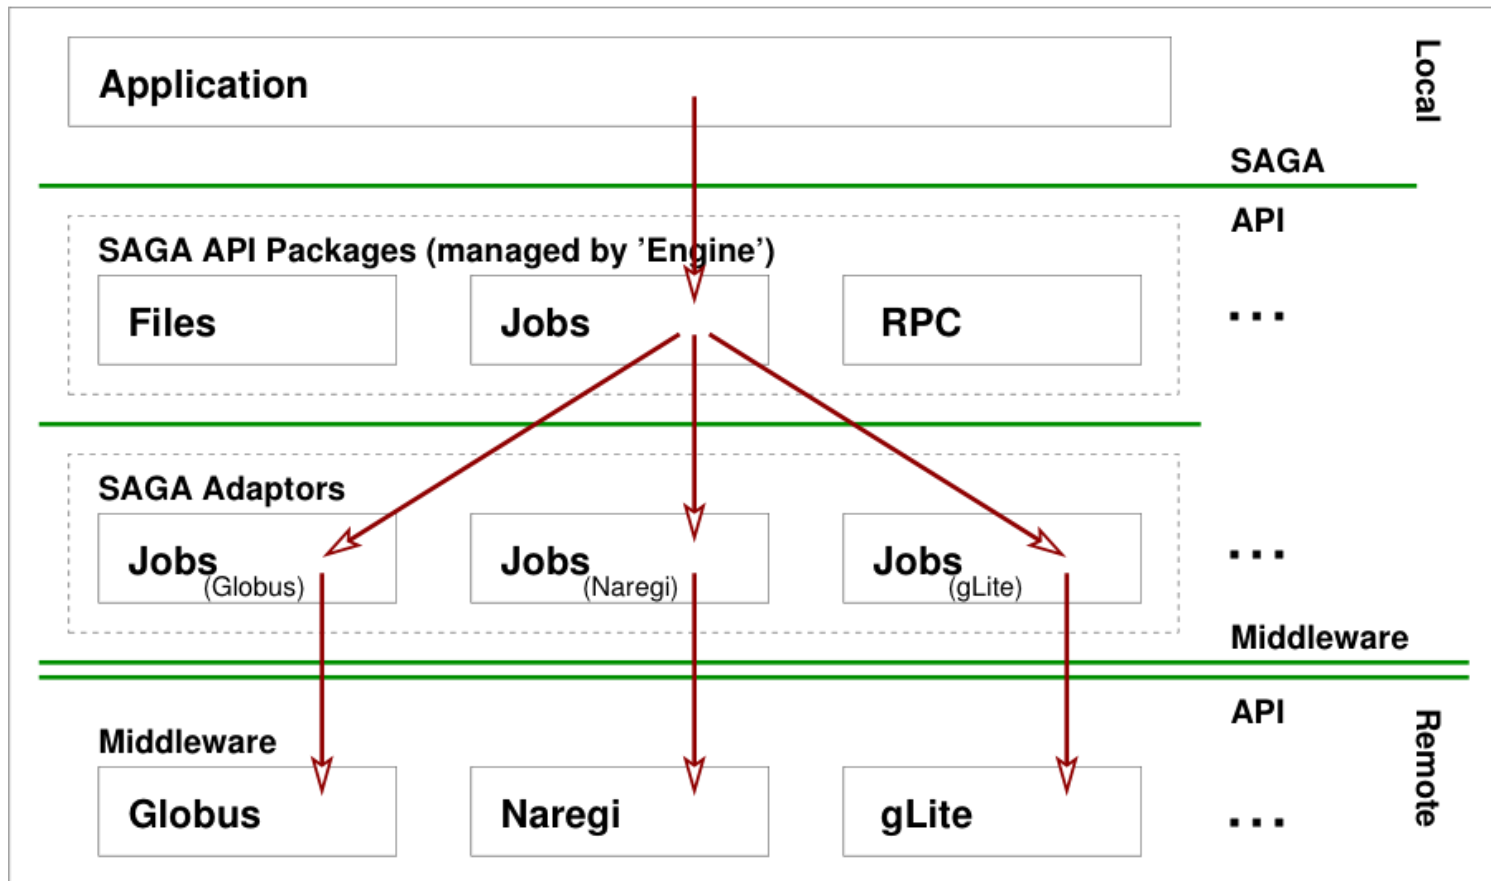 Application
Local
SAGA
API
SAGA API Packages (managed by ’Engine’)
Files
Jobs
RPC
...
SAGA Adaptors
Jobs
(Globus)
Jobs
(Naregi)
Jobs
(gLite)
...
Middleware
API
Remote
Middleware
Globus
Naregi
gLite
...